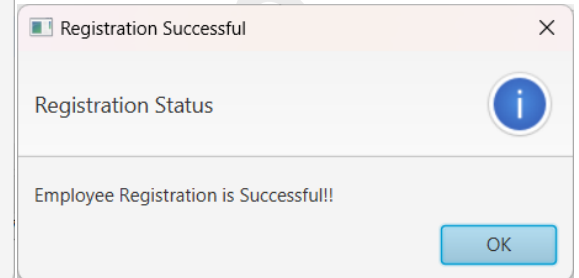 Registration Successful
Registration Status
Employee Registration is Successful!!
OK